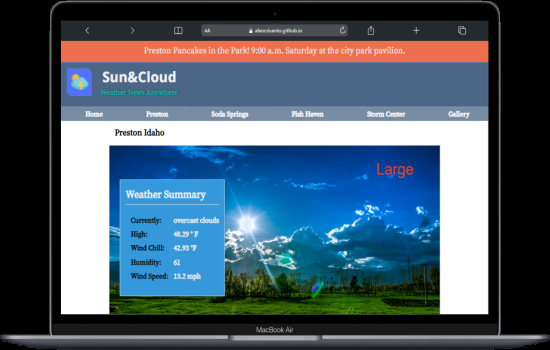 AA alancisanto.github.io
Preston Pancakes in the Park! 9:00 a.m. Saturday at the city park pavilion.
Sun&Cloud
Weather News Anywhere
Home Preston Soda Springs Fish Haven Storm Center Gallery
Preston Idaho
Large
Weather Summary
Currently: overcast clouds
High: 48.29 ° F
Wind Chill: 42.93 °F
Humidity: 61
Wind Speed: 13.2 mph
MacBook Air